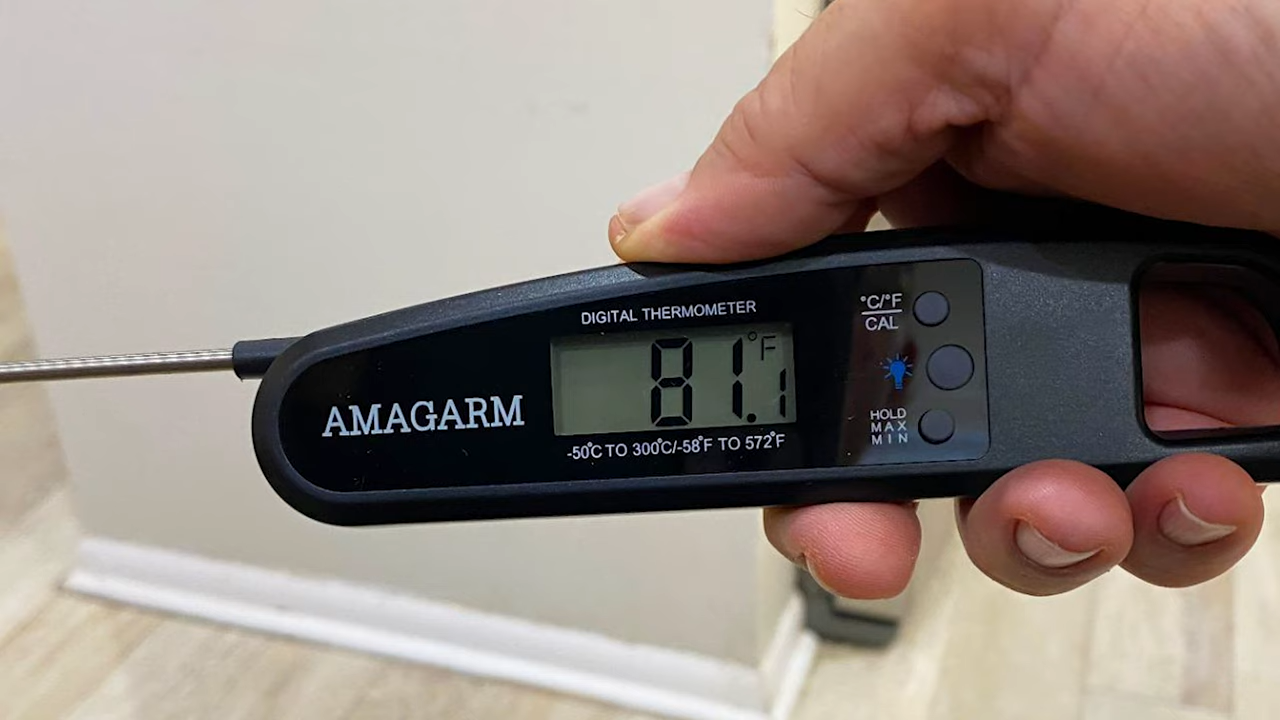 DIGITAL THERMOMETER
81.1°F
AMAGARM
-50°C TO 300°C/-58°F TO 572°F
°C/°F
CAL
HOLD
MAX
MIN